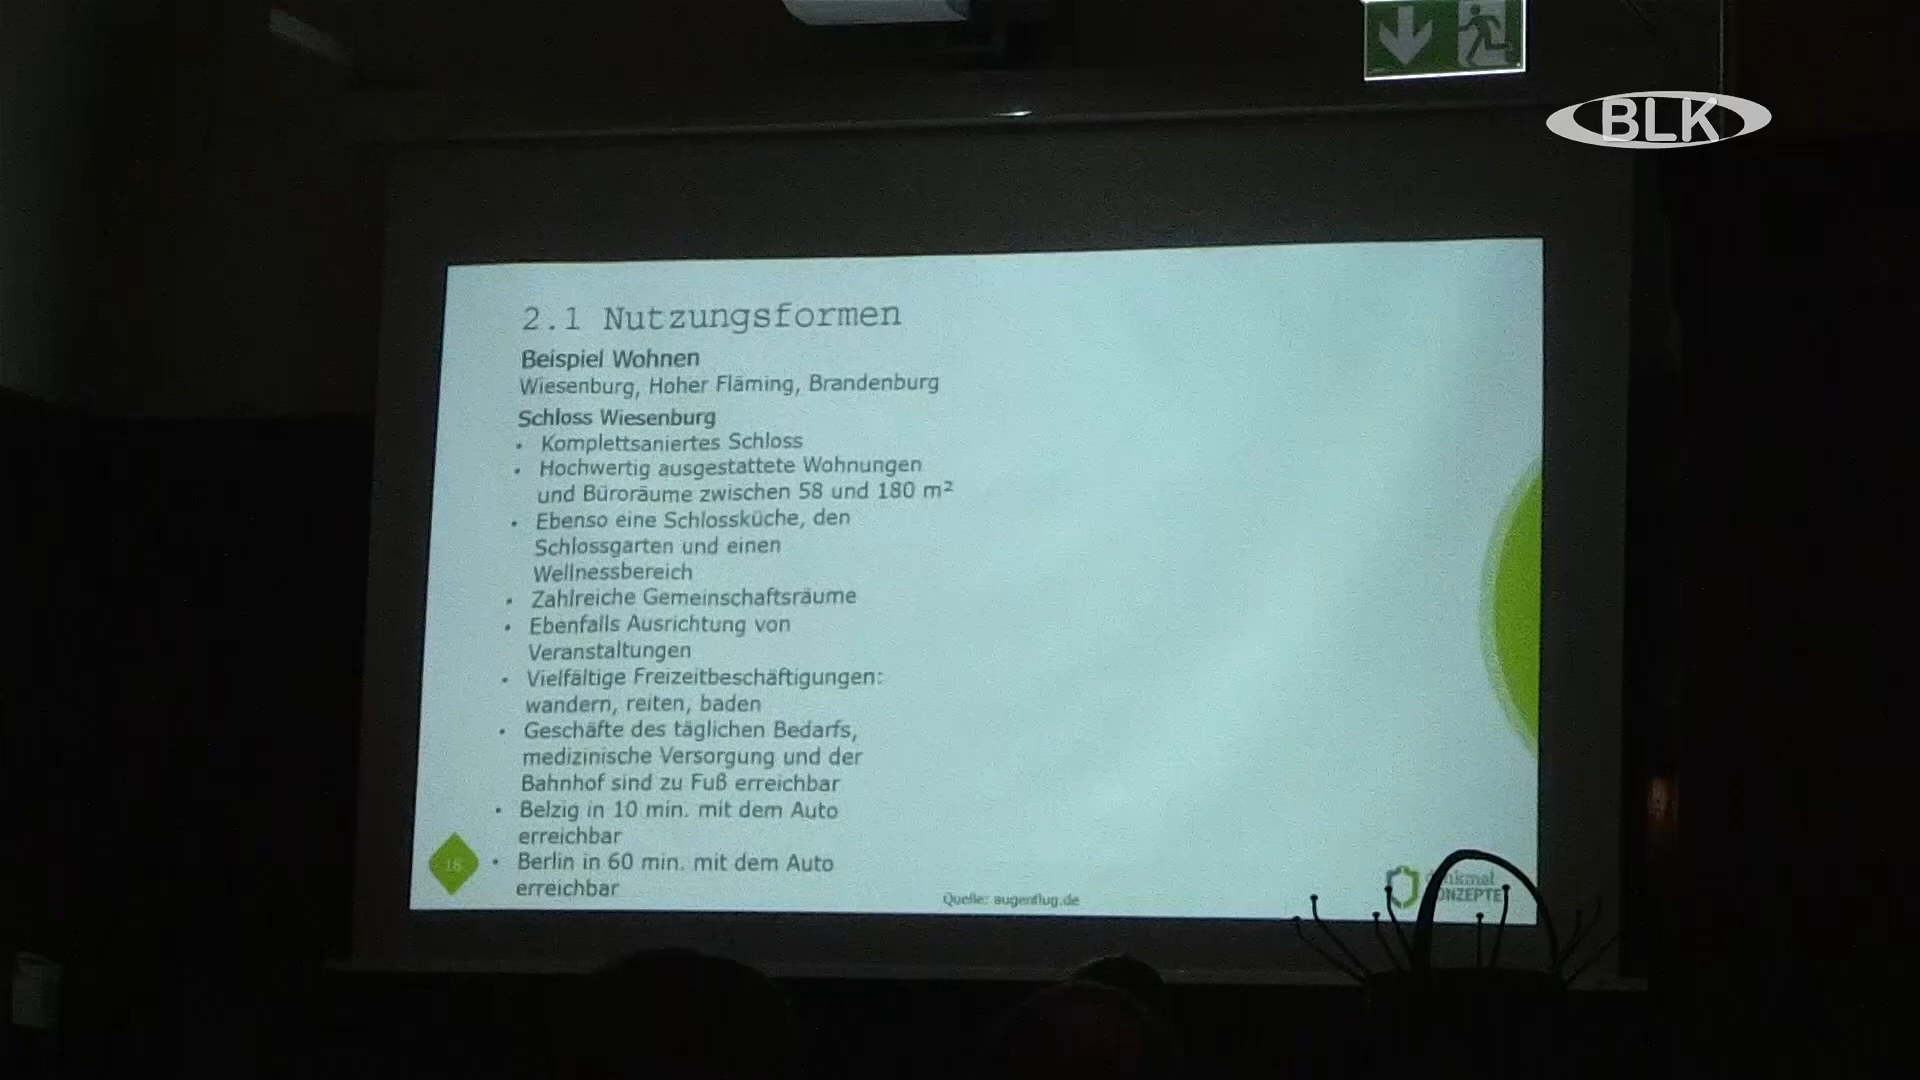 BLK
2.1 Nutzungsformen
Beispiel Wohnen
Wiesenburg, Hoher Fläming, Brandenburg
Schloss Wiesenburg
• Komplettsaniertes Schloss
• Hochwertig ausgestattete Wohnungen
und Büroräume zwischen 58 und 180 m²
• Ebenso eine Schlossküche, den
Schlossgarten und einen
Wellnessbereich
• Zahlreiche Gemeinschaftsräume
• Ebenfalls Ausrichtung von
Veranstaltungen
• Vielfältige Freizeitbeschäftigungen:
wandern, reiten, baden
• Geschäfte des täglichen Bedarfs,
medizinische Versorgung und der
Bahnhof sind zu Fuß erreichbar
• Belzig in 10 min. mit dem Auto
erreichbar
• Berlin in 60 min. mit dem Auto
erreichbar
Quelle: augenflug.de